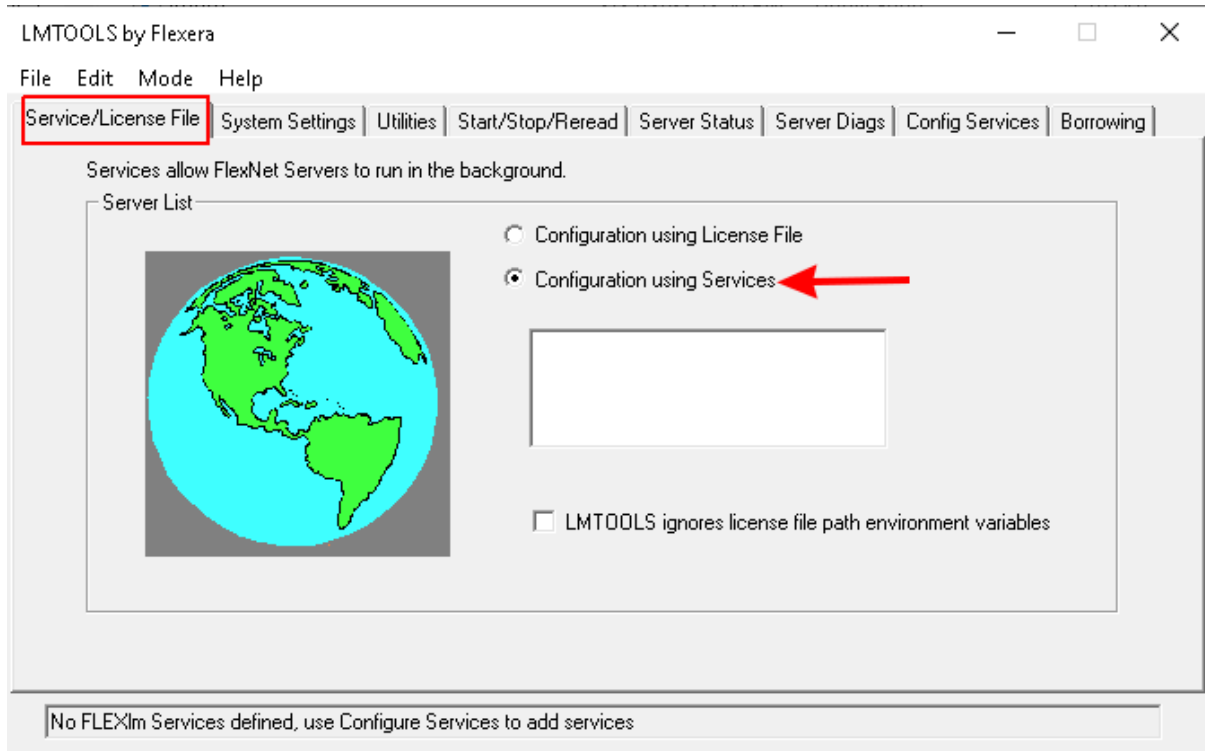 LMTOOLS by Flexera
File Edit Mode Help
Service/License File System Settings Utilities Start/Stop/Reread Server Status Server Diags Config Services Borrowing
Services allow FlexNet Servers to run in the background.
Server List
Configuration using License File
Configuration using Services
LMTOOLS ignores license file path environment variables
No FLEXlm Services defined, use Configure Services to add services